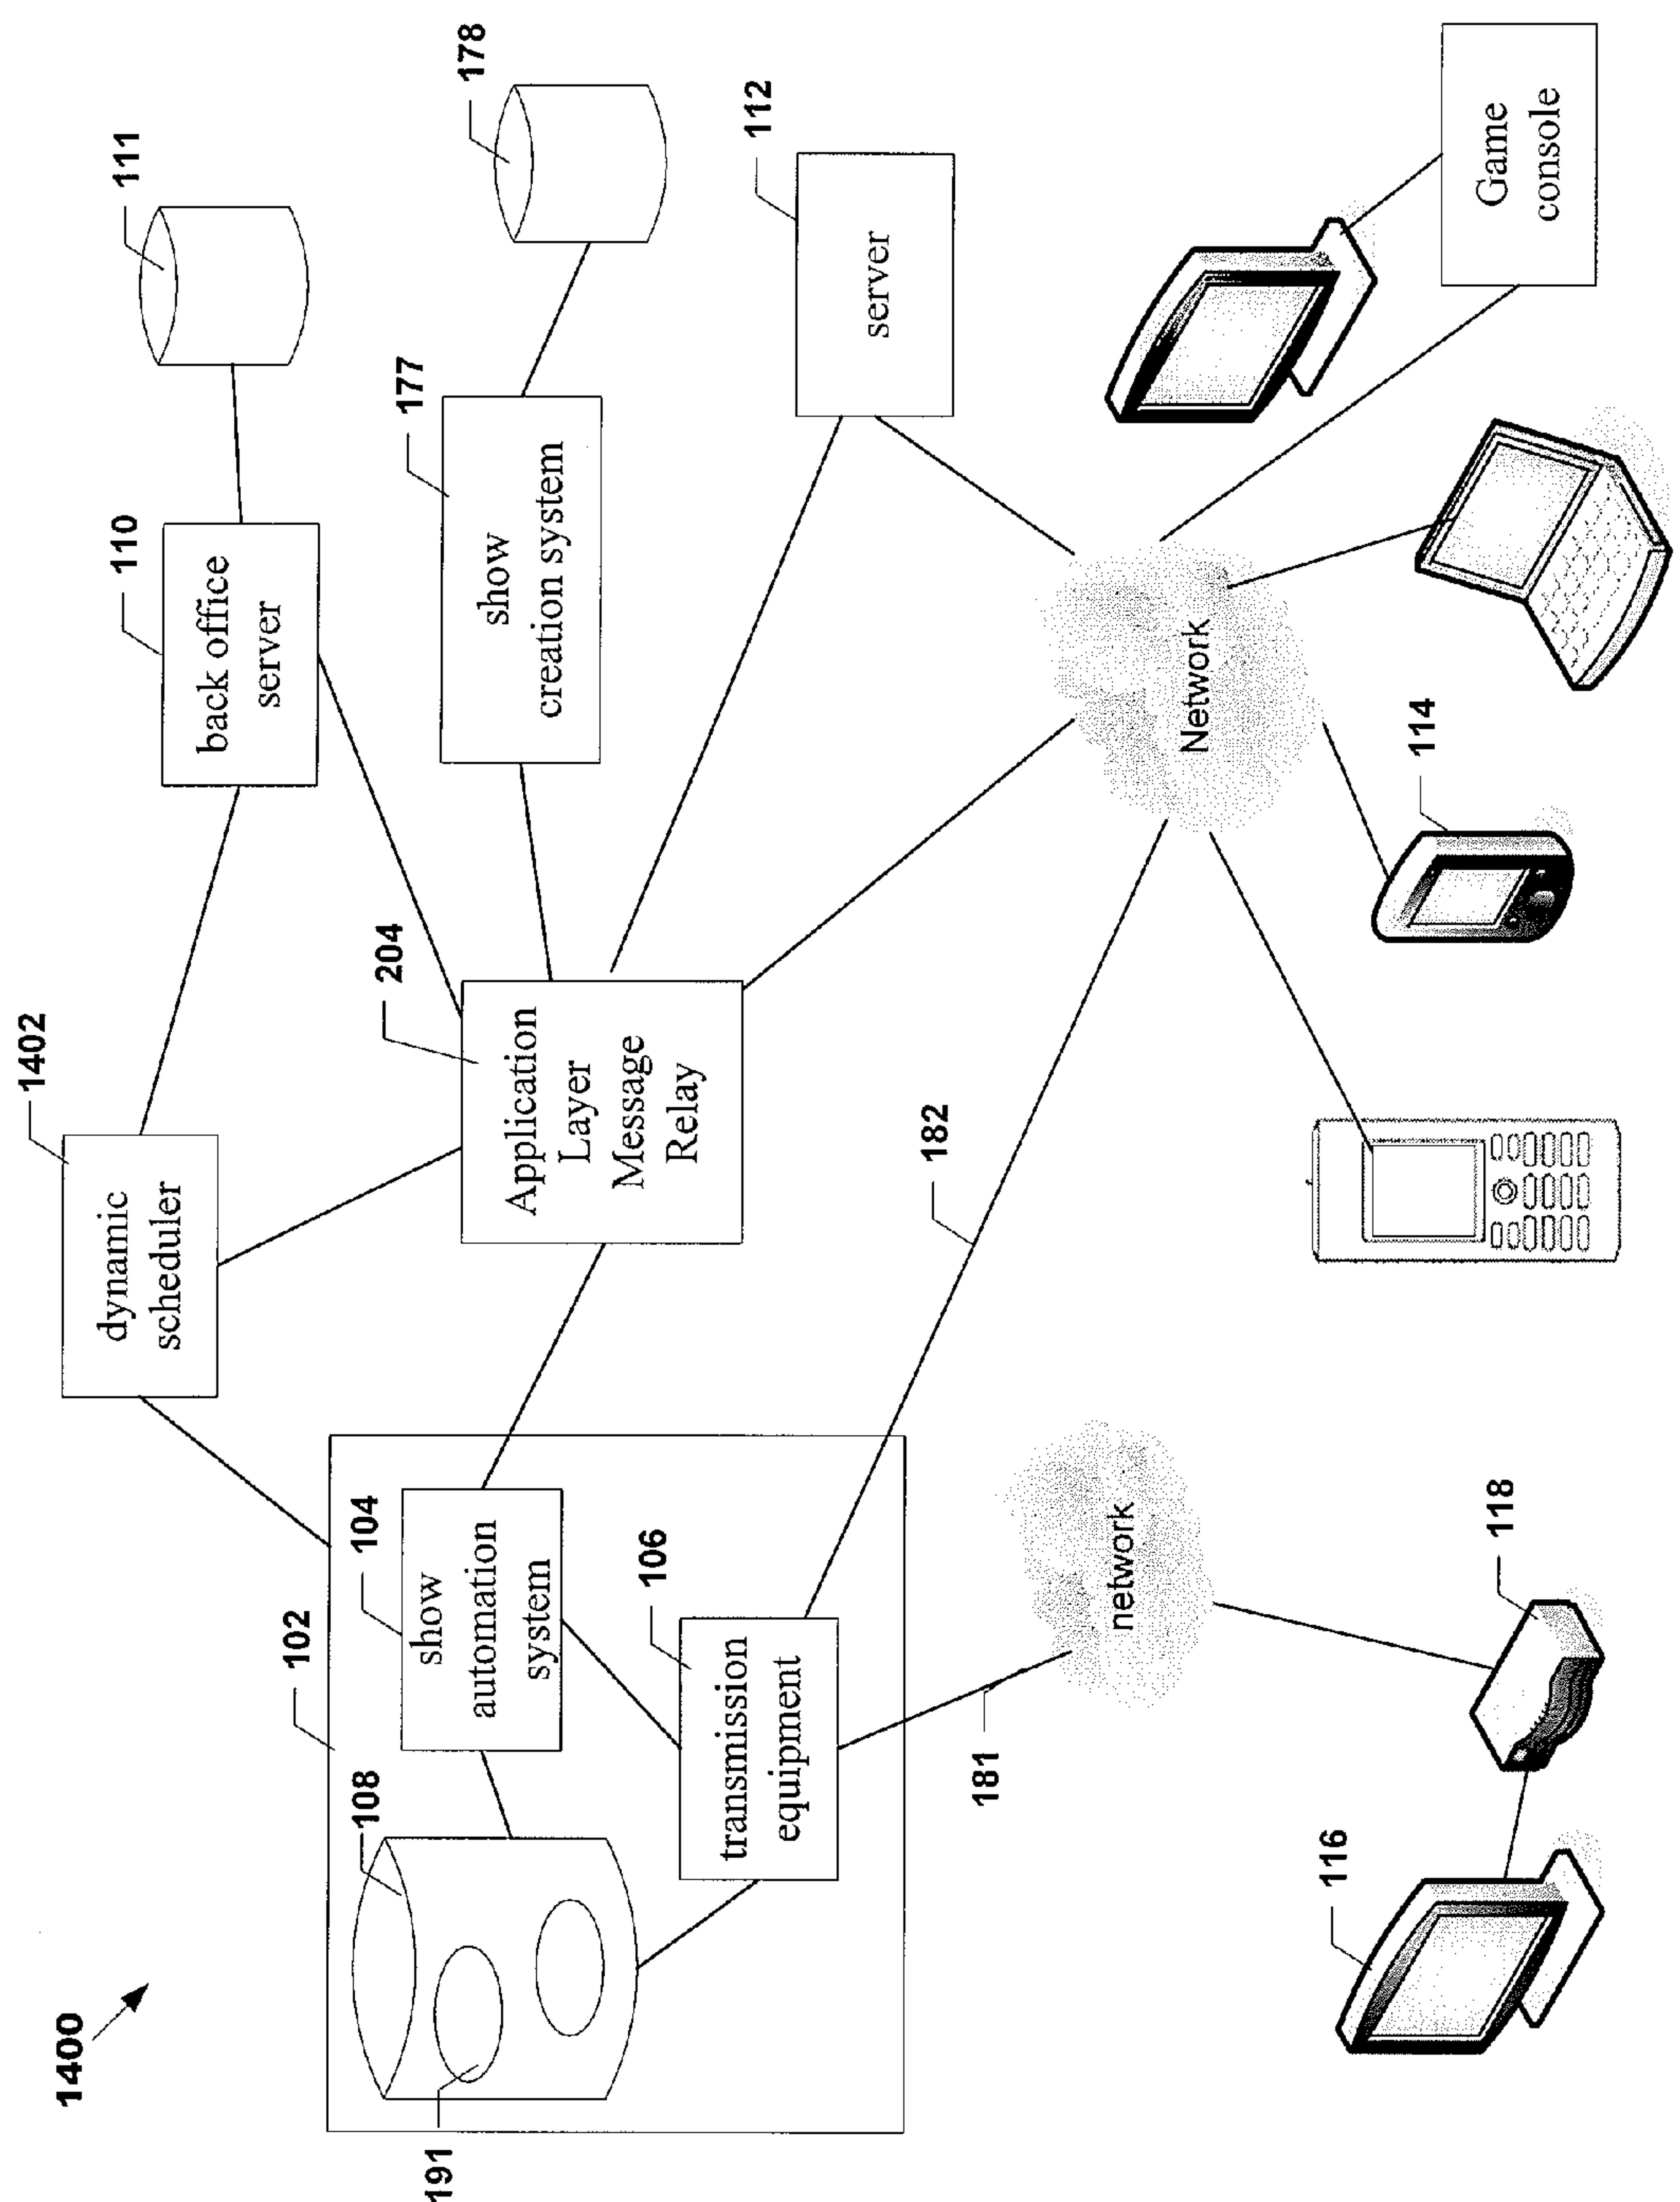 1400
1402
dynamic
scheduler
110
back office
server
111
102
108
191
104
show
automation
system
106
transmission
equipment
204
Application
Layer
Message
Relay
177
show
creation system
178
112
server
181
182
network
Network
116
118
114
Game
console